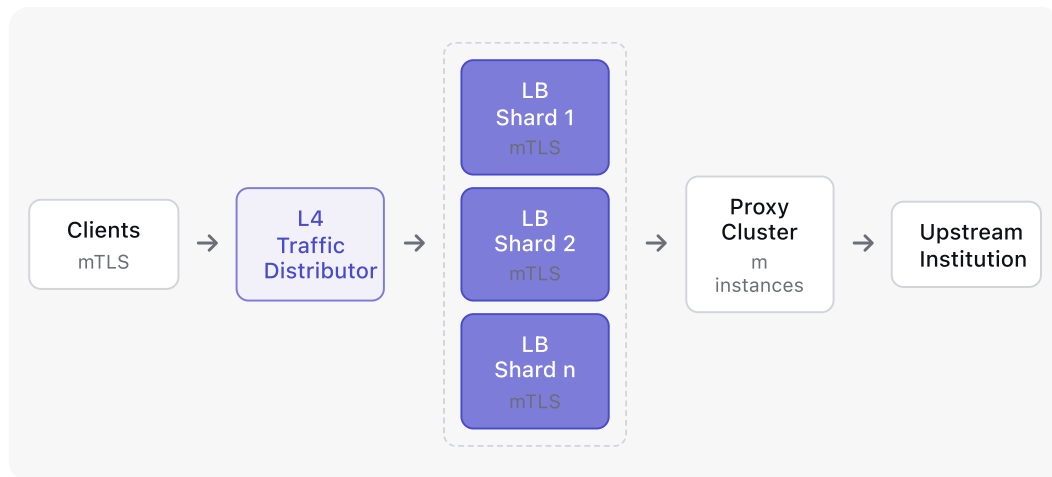 Clients
mTLS
L4
Traffic
Distributor
LB
Shard 1
mTLS
LB
Shard 2
mTLS
LB
Shard n
mTLS
Proxy
Cluster
m
instances
Upstream
Institution